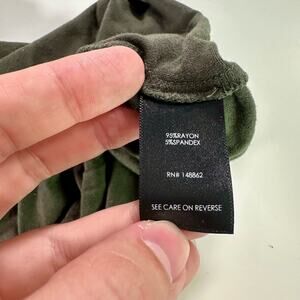 95%RAYON
5%SPANDEX
RN# 148862
SEE CARE ON REVERSE